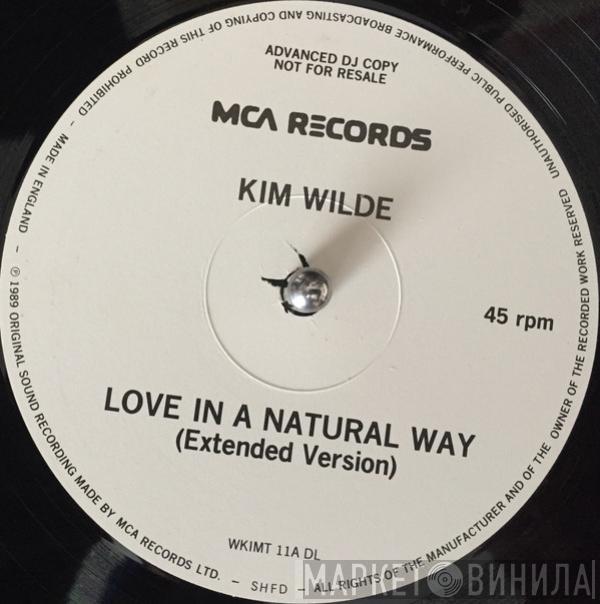 ADVANCED DJ COPY
NOT FOR RESALE
MCA RECORDS
KIM WILDE
45 rpm
LOVE IN A NATURAL WAY
(Extended Version)
WKIMT 11A DL
MADE IN ENGLAND - ℗ 1989 ORIGINAL SOUND RECORDING MADE BY MCA RECORDS LTD. - SHFD - ALL RIGHTS OF THE MANUFACTURER AND OF THE OWNER OF THE RECORDED WORK RESERVED UNAUTHORISED PUBLIC PERFORMANCE BROADCASTING AND COPYING OF THIS RECORD PROHIBITED -
МАРКЕТ ВИНИЛА